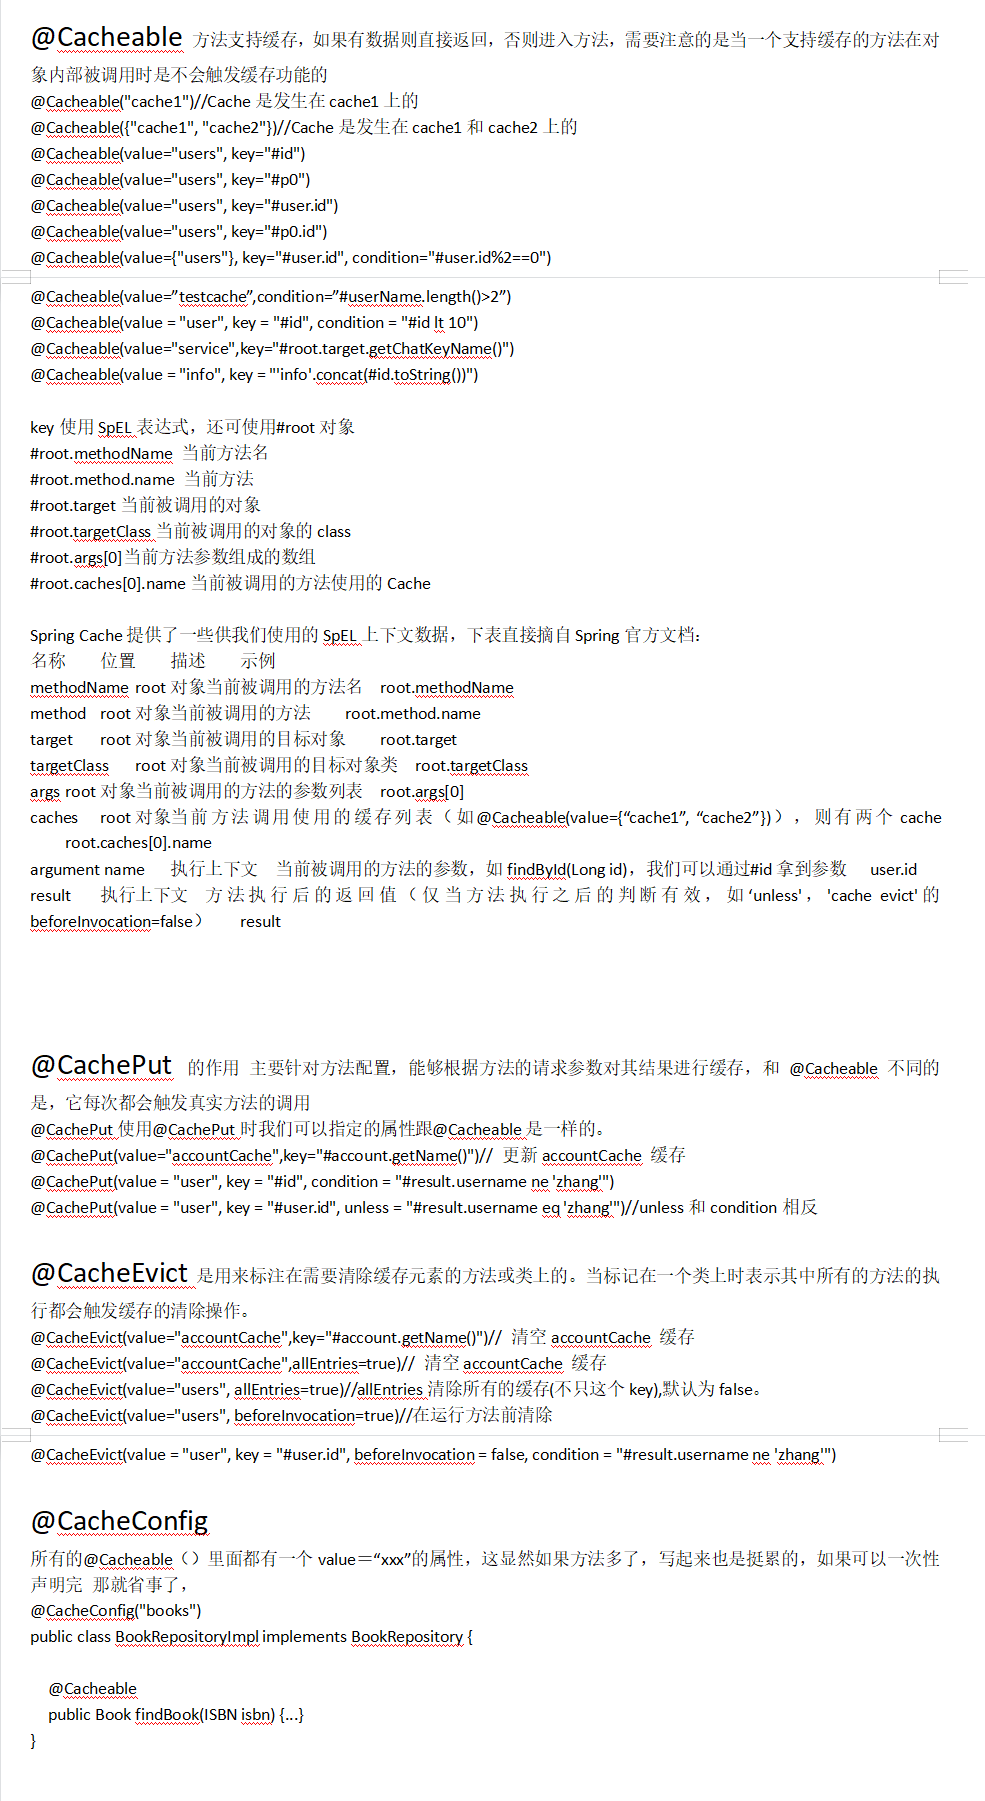 @Cacheable 方法支持缓存，如果有数据则直接返回，否则进入方法，需要注意的是当一个支持缓存的方法在对
象内部被调用时是不会触发缓存功能的
@Cacheable("cache1")//Cache 是发生在 cache1 上的
@Cacheable({"cache1", "cache2"})//Cache 是发生在 cache1 和 cache2 上的
@Cacheable(value="users", key="#id")
@Cacheable(value="users", key="#p0")
@Cacheable(value="users", key="#user.id")
@Cacheable(value="users", key="#p0.id")
@Cacheable(value={"users"}, key="#user.id", condition="#user.id%2==0")
@Cacheable(value=”testcache”,condition=”#userName.length()>2”)
@Cacheable(value = "user", key = "#id", condition = "#id lt 10")
@Cacheable(value="service",key="#root.target.getChatKeyName()")
@Cacheable(value = "info", key = "'info'.concat(#id.toString())")
key 使用 SpEL 表达式，还可使用#root 对象
#root.methodName 当前方法名
#root.method.name 当前方法
#root.target 当前被调用的对象
#root.targetClass 当前被调用的对象的 class
#root.args[0]当前方法参数组成的数组
#root.caches[0].name 当前被调用的方法使用的 Cache
Spring Cache 提供了一些供我们使用的 SpEL 上下文数据，下表直接摘自 Spring 官方文档：
名称 位置 描述 示例
methodName root 对象当前被调用的方法名 root.methodName
method root 对象当前被调用的方法 root.method.name
target root 对象当前被调用的目标对象 root.target
targetClass root 对象当前被调用的目标对象类 root.targetClass
args root 对象当前被调用的方法的参数列表 root.args[0]
caches root 对象当前方法调用使用的缓存列表（如@Cacheable(value={“cache1”, “cache2”})），则有两个 cache
root.caches[0].name
argument name 执行上下文 当前被调用的方法的参数，如 findById(Long id)，我们可以通过#id 拿到参数 user.id
result 执行上下文 方法执行后的返回值（仅当方法执行之后的判断有效，如‘unless’，'cache evict'的
beforeInvocation=false） result
@CachePut 的作用 主要针对方法配置，能够根据方法的请求参数对其结果进行缓存，和 @Cacheable 不同的
是，它每次都会触发真实方法的调用
@CachePut 使用@CachePut 时我们可以指定的属性跟@Cacheable 是一样的。
@CachePut(value="accountCache",key="#account.getName()")// 更新 accountCache 缓存
@CachePut(value = "user", key = "#id", condition = "#result.username ne 'zhang'")
@CachePut(value = "user", key = "#user.id", unless = "#result.username eq 'zhang'")//unless 和 condition 相反
@CacheEvict 是用来标注在需要清除缓存元素的方法或类上的。当标记在一个类上时表示其中所有的方法的执
行都会触发缓存的清除操作。
@CacheEvict(value="accountCache",key="#account.getName()")// 清空 accountCache 缓存
@CacheEvict(value="accountCache",allEntries=true)// 清空 accountCache 缓存
@CacheEvict(value="users", allEntries=true)//allEntries 清除所有的缓存(不只这个 key),默认为 false。
@CacheEvict(value="users", beforeInvocation=true)//在运行方法前清除
@CacheEvict(value = "user", key = "#user.id", beforeInvocation = false, condition = "#result.username ne 'zhang'")
@CacheConfig
所有的@Cacheable（）里面都有一个 value＝“xxx”的属性，这显然如果方法多了，写起来也是挺累的，如果可以一次性
声明完 那就省事了，
@CacheConfig("books")
public class BookRepositoryImpl implements BookRepository {
@Cacheable
public Book findBook(ISBN isbn) {...}
}